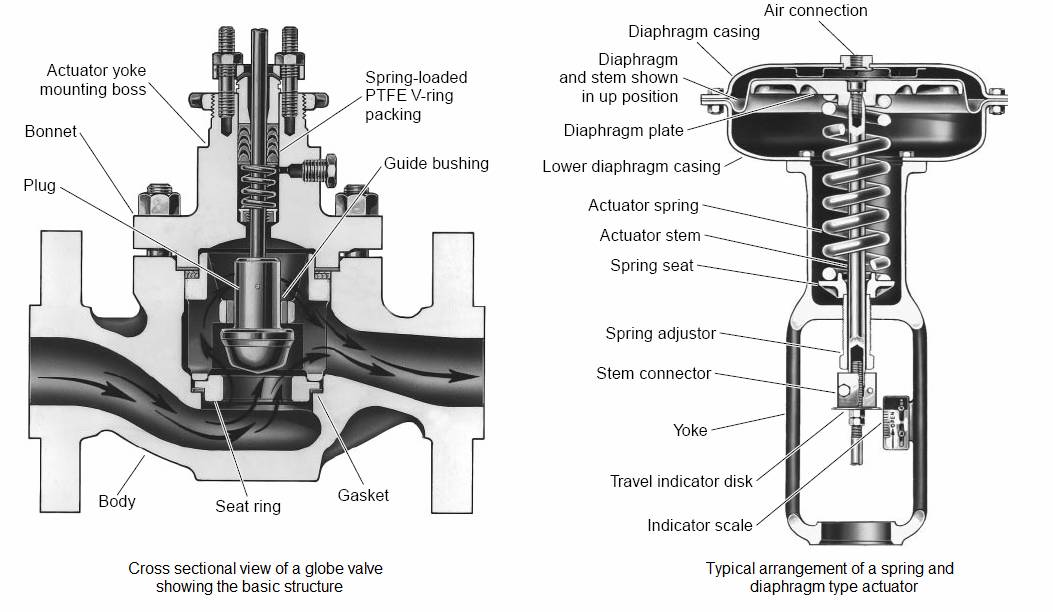 Actuator yoke
mounting boss
Bonnet
Plug
Spring-loaded
PTFE V-ring
packing
Guide bushing
Body
Seat ring
Gasket
Cross sectional view of a globe valve
showing the basic structure
Air connection
Diaphragm casing
Diaphragm
and stem shown
in up position
Diaphragm plate
Lower diaphragm casing
Actuator spring
Actuator stem
Spring seat
Spring adjustor
Stem connector
Yoke
OPEN
Travel indicator disk
Indicator scale
Typical arrangement of a spring and
diaphragm type actuator